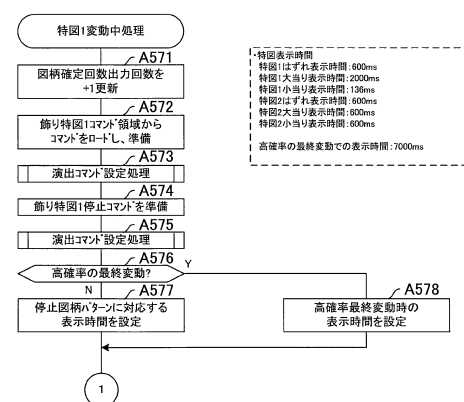 特図1変動中処理
A571
図柄確定回数出力回数を
+1更新
A572
飾り特図1コマンド領域から
コマンドをロードし、準備
A573
演出コマンド設定処理
A574
飾り特図1停止コマンドを準備
A575
演出コマンド設定処理
A576
高確率の最終変動?
Y
N
A577
停止図柄パターンに対応する
表示時間を設定
A578
高確率最終変動時の
表示時間を設定
1
・特図表示時間
特図1はずれ表示時間:600ms
特図1大当り表示時間:2000ms
特図1小当り表示時間:136ms
特図2はずれ表示時間:600ms
特図2大当り表示時間:600ms
特図2小当り表示時間:600ms
高確率の最終変動での表示時間:7000ms